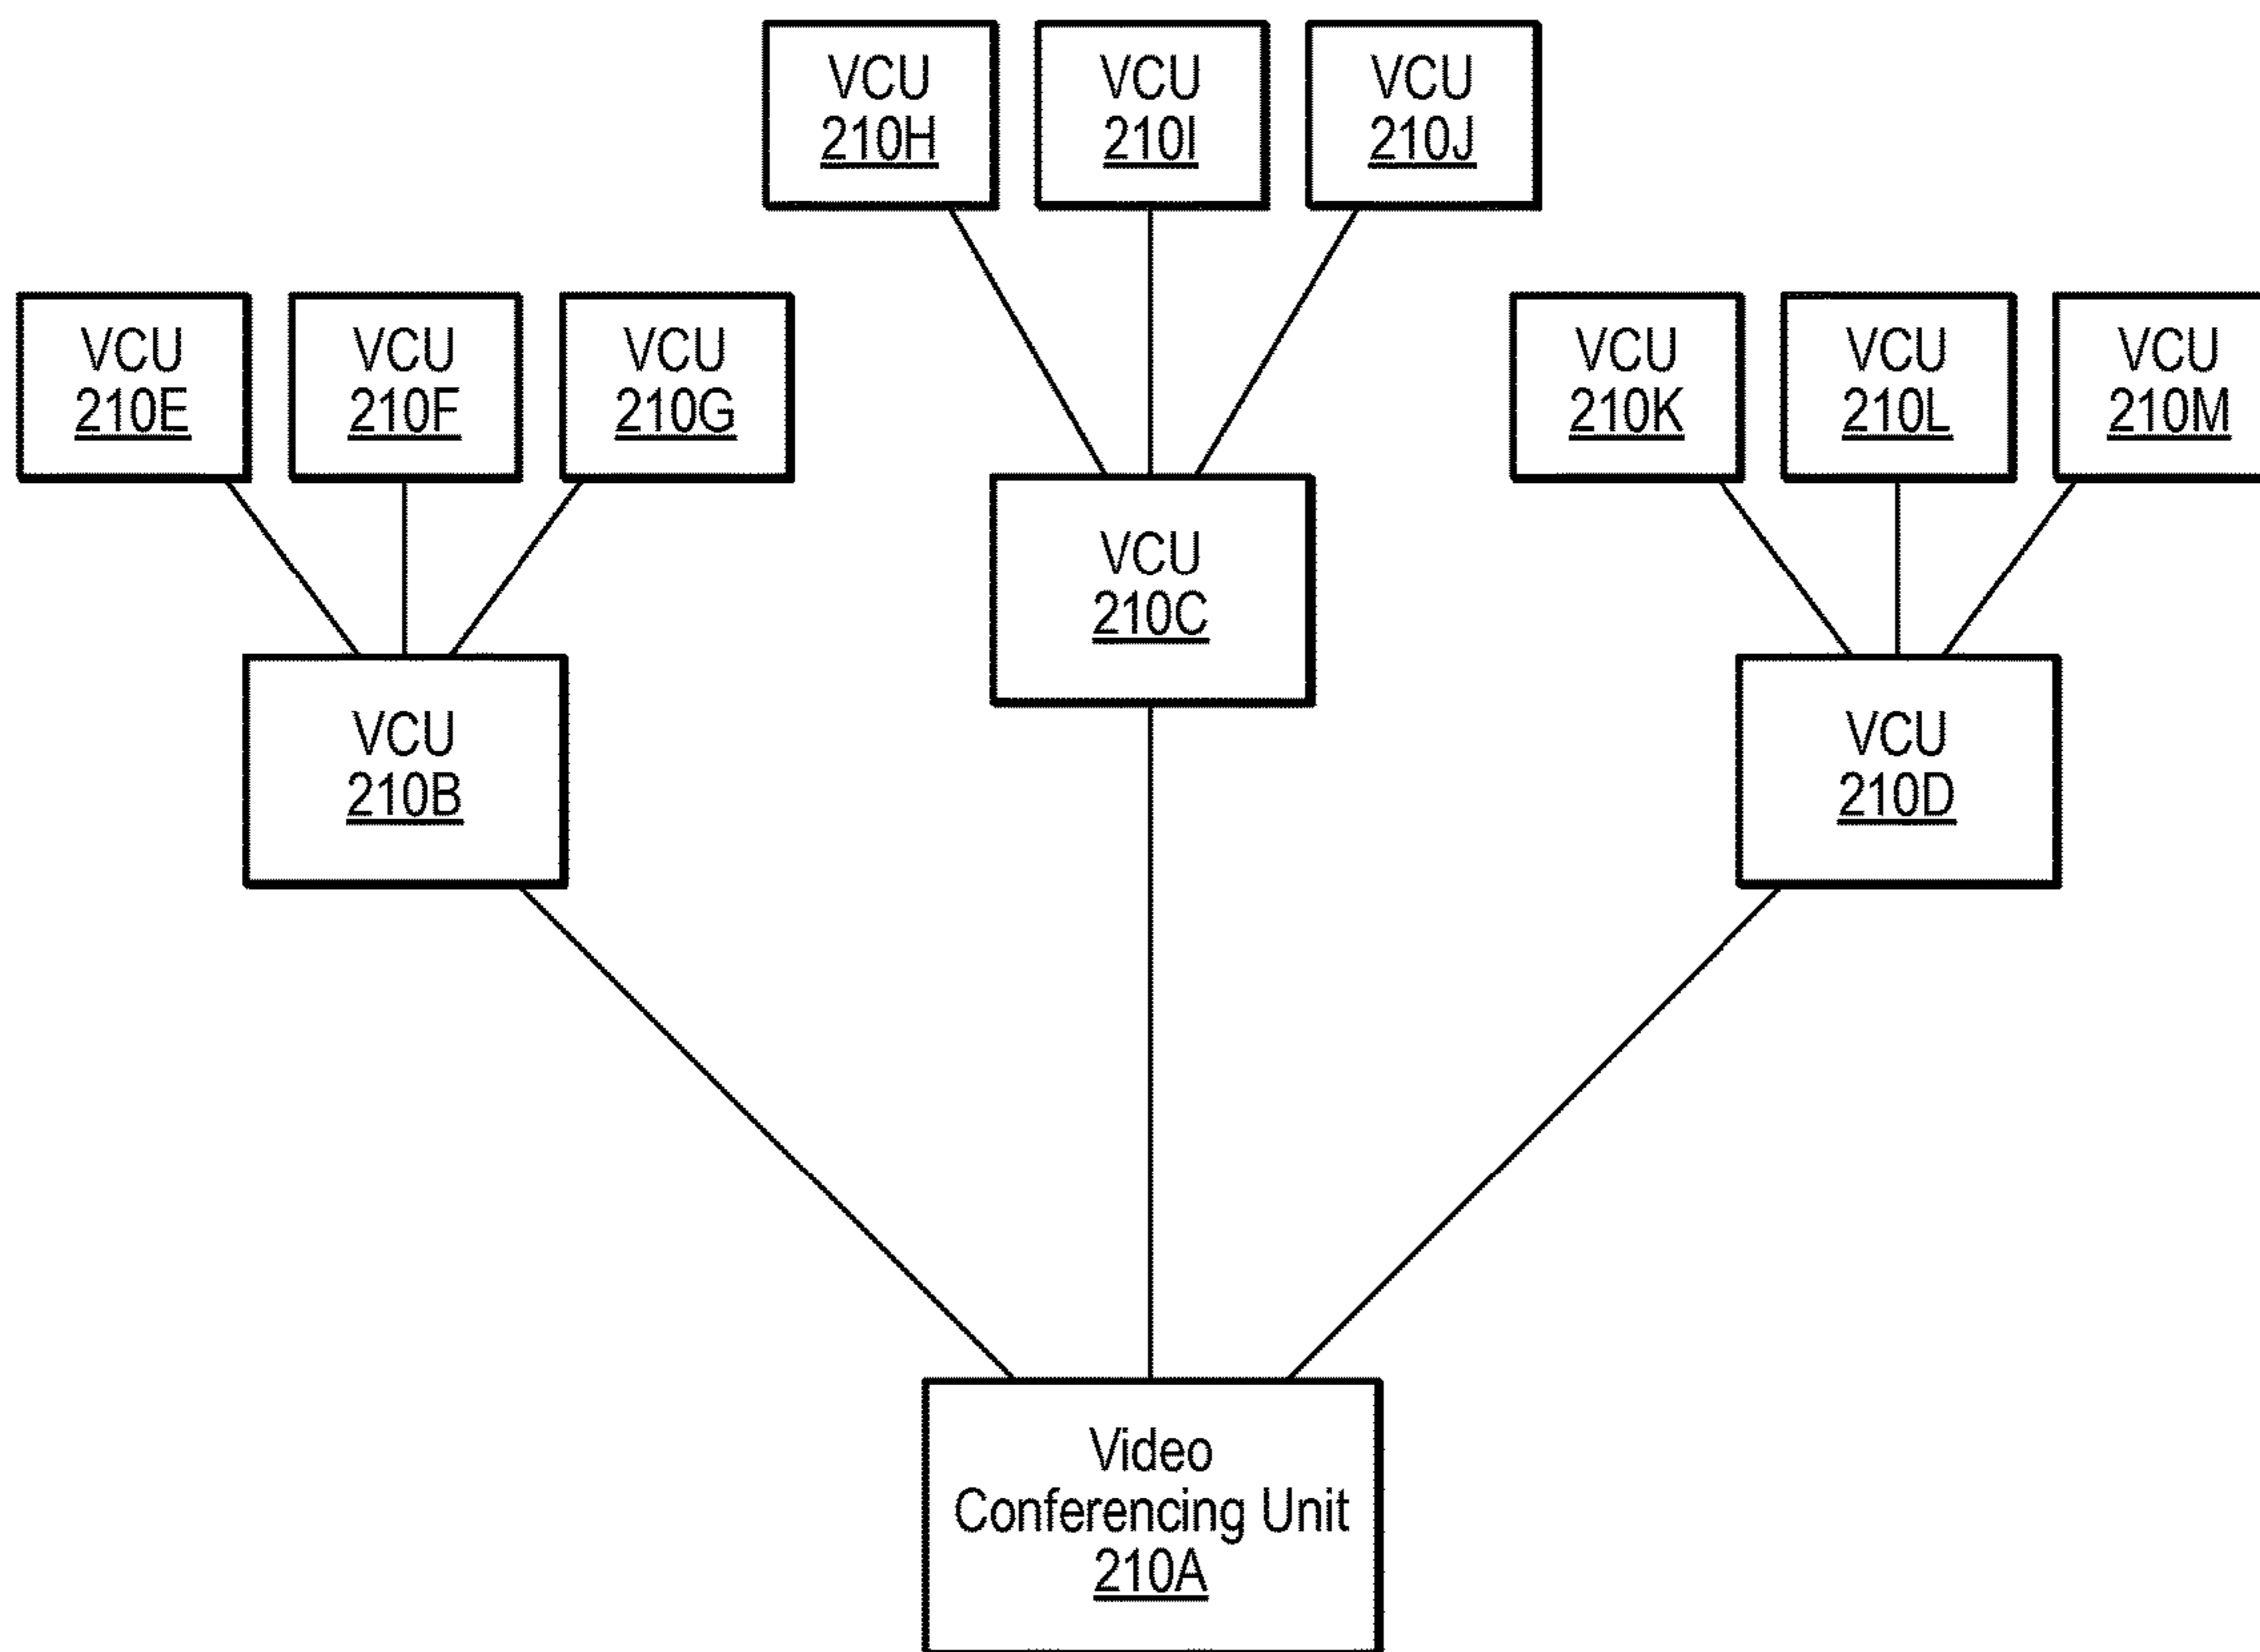 VCU
210H
VCU
210I
VCU
210J
VCU
210E
VCU
210F
VCU
210G
VCU
210K
VCU
210L
VCU
210M
VCU
210C
VCU
210B
VCU
210D
Video
Conferencing Unit
210A